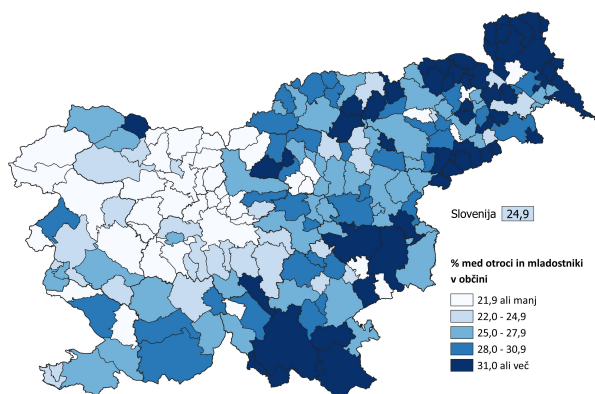 Slovenija 24,9
% med otroci in mladostniki
v občini
21,9 ali manj
22,0 - 24,9
25,0 - 27,9
28,0 - 30,9
31,0 ali več